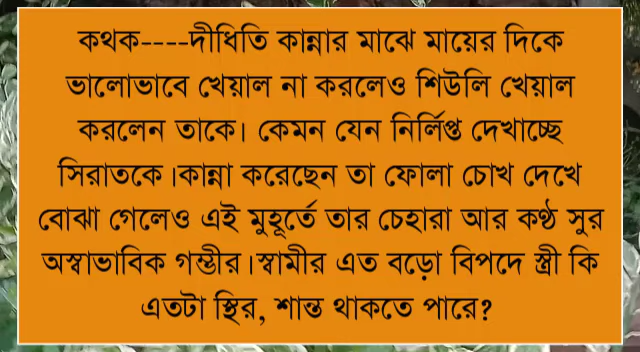 কথক----দীধিতি কান্নার মাঝে মায়ের দিকে
ভালোভাবে খেয়াল না করলেও শিউলি খেয়াল
করলেন তাকে। কেমন যেন নির্লিপ্ত দেখাচ্ছে
সিরাতকে।কান্না করেছেন তা ফোলা চোখ দেখে
বোঝা গেলেও এই মুহূর্তে তার চেহারা আর কণ্ঠ সুর
অস্বাভাবিক গম্ভীর।স্বামীর এত বড়ো বিপদে স্ত্রী কি
এতটা স্থির, শান্ত থাকতে পারে?